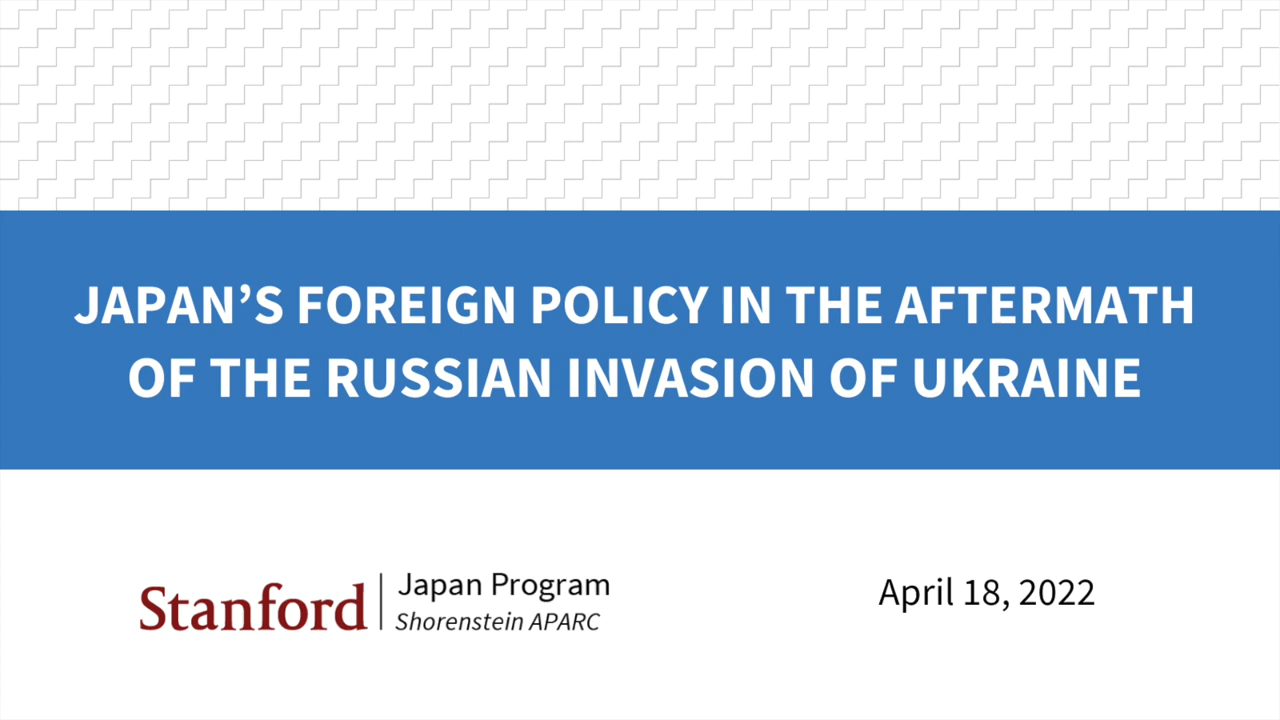 JAPAN’S FOREIGN POLICY IN THE AFTERMATH
OF THE RUSSIAN INVASION OF UKRAINE
Stanford
Japan Program
Shorenstein APARC
April 18, 2022